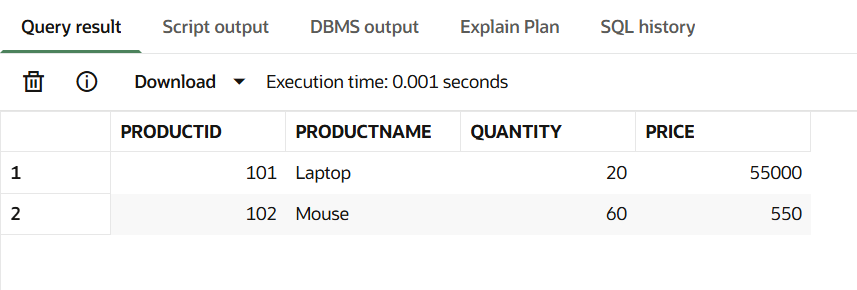 Query result Script output DBMS output Explain Plan SQL history
Download Execution time: 0.001 seconds
PRODUCTID PRODUCTNAME QUANTITY PRICE
1 101 Laptop 20 55000
2 102 Mouse 60 550